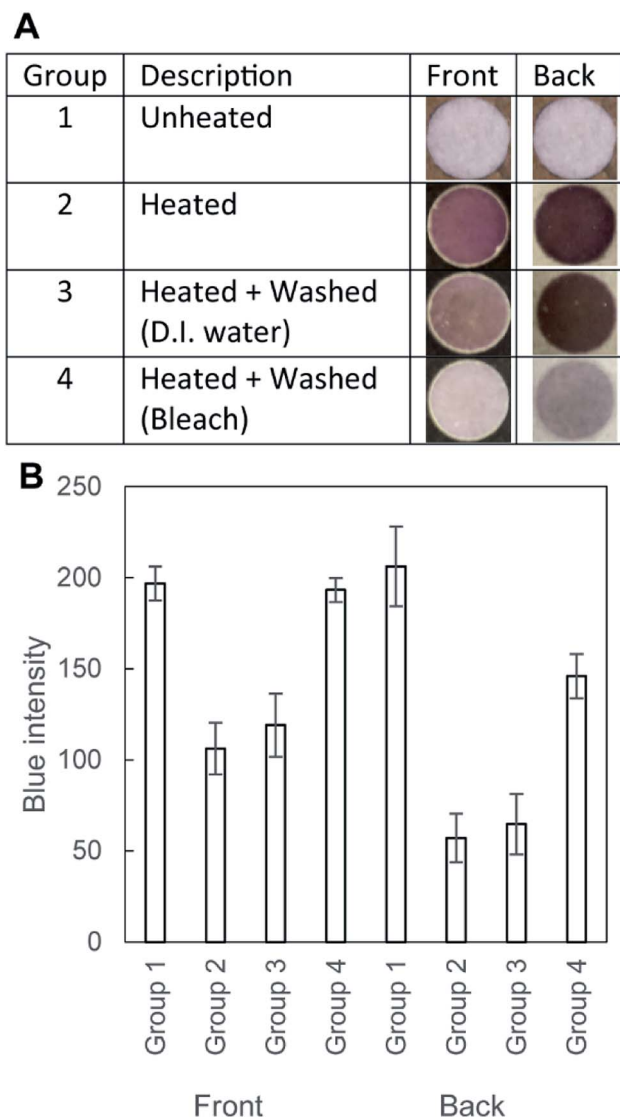 A
Group Description Front Back
1 Unheated
2 Heated
3 Heated + Washed
(D.I. water)
4 Heated + Washed
(Bleach)
B
250
200
150
100
50
0
Blue intensity
Group 1 Group 2 Group 3 Group 4 Group 1 Group 2 Group 3 Group 4
Front Back